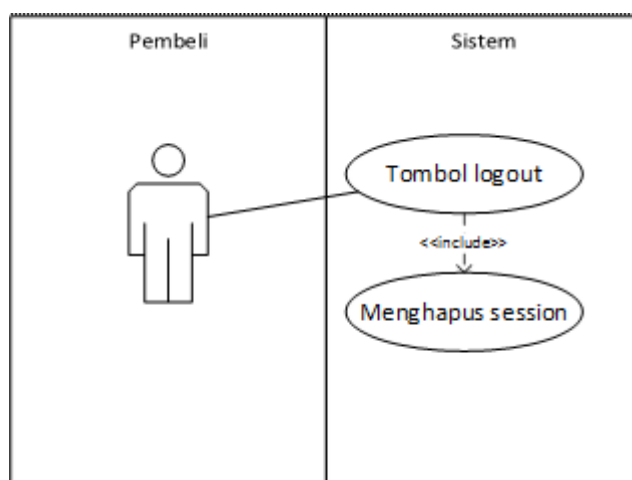 Pembeli
Sistem
Tombol logout
<<include>>
Menghapus session